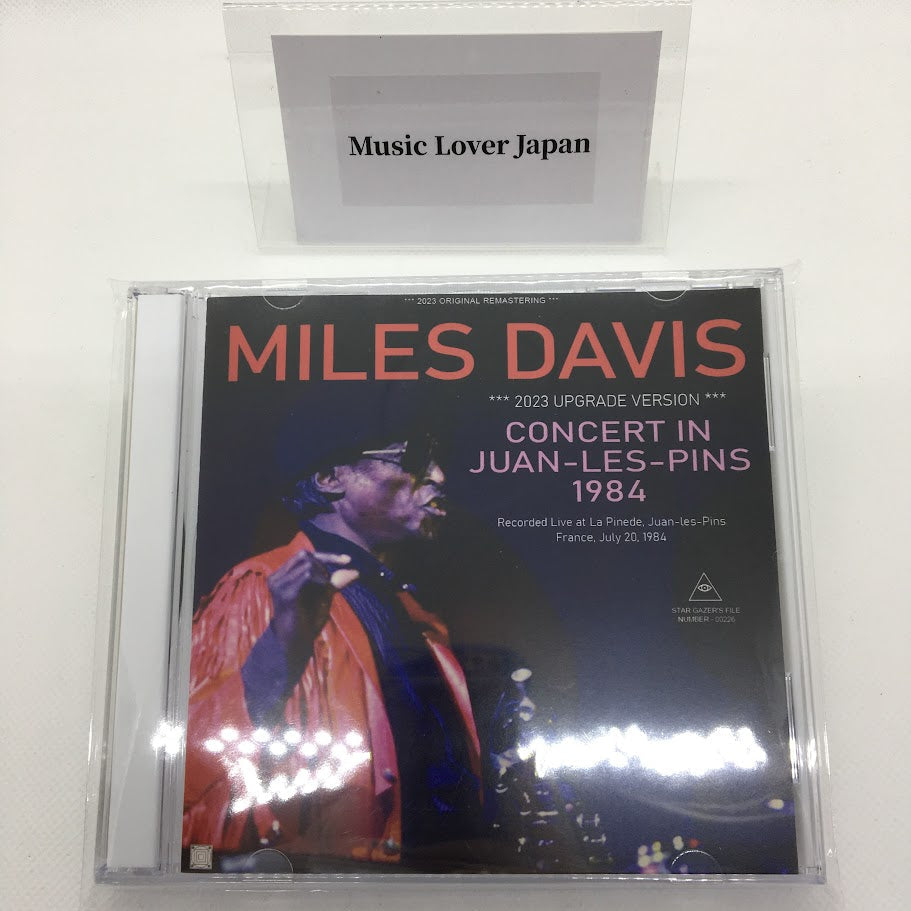 Music Lover Japan
*** 2023 ORIGINAL REMASTERING ***
MILES DAVIS
*** 2023 UPGRADE VERSION ***
CONCERT IN
JUAN-LES-PINS
1984
Recorded Live at La Pinede, Juan-les-Pins
France, July 20, 1984
STAR GAZER'S FILE
NUMBER - 00226